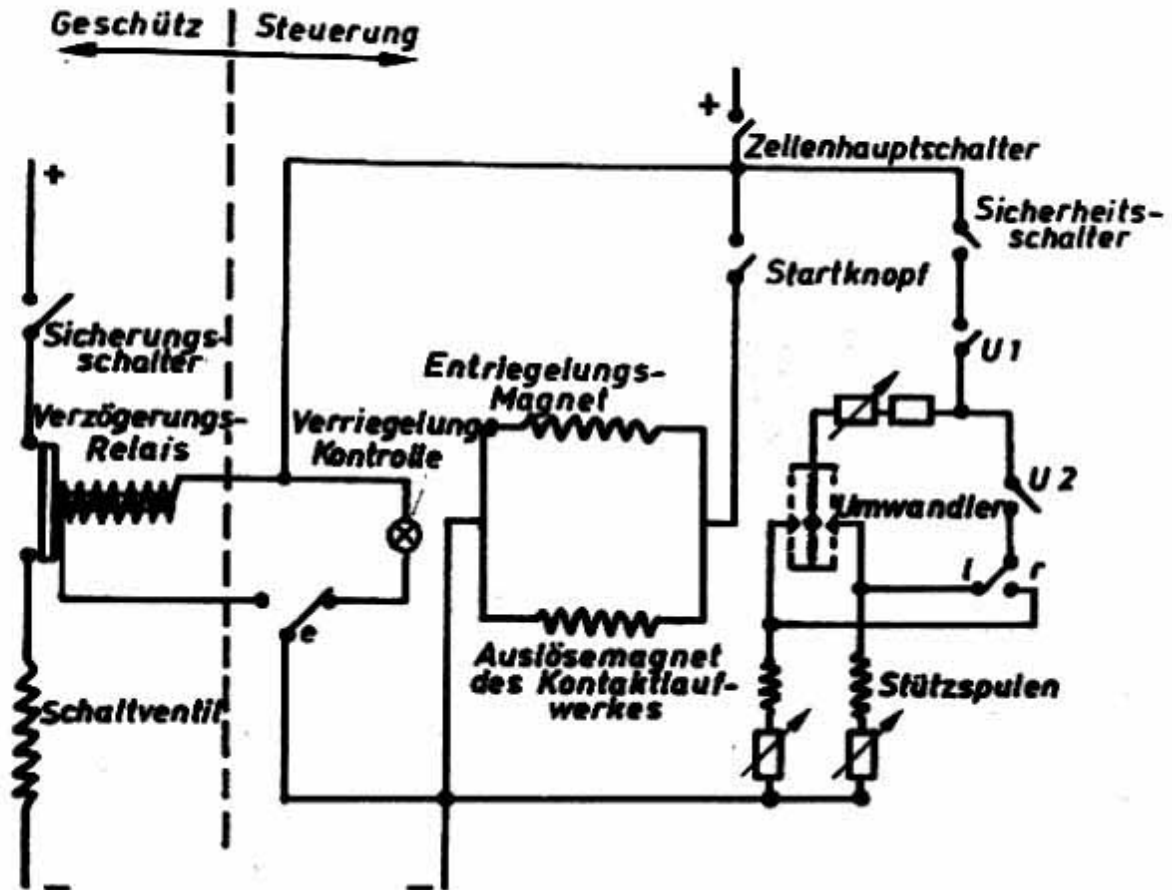 Geschütz Steuerung
+
Zellenhauptschalter
+
Sicherheits-
schalter
Startknopf
Sicherungs-
schalter
U1
Entriegelungs-
Magnet
Verzögerungs-
Relais
Verriegelung
Kontrolle
U2
Umwandler
l r
e
Auslösemagnet
des Kontaktlauf-
werkes
Stützspulen
Schaltventil
– –